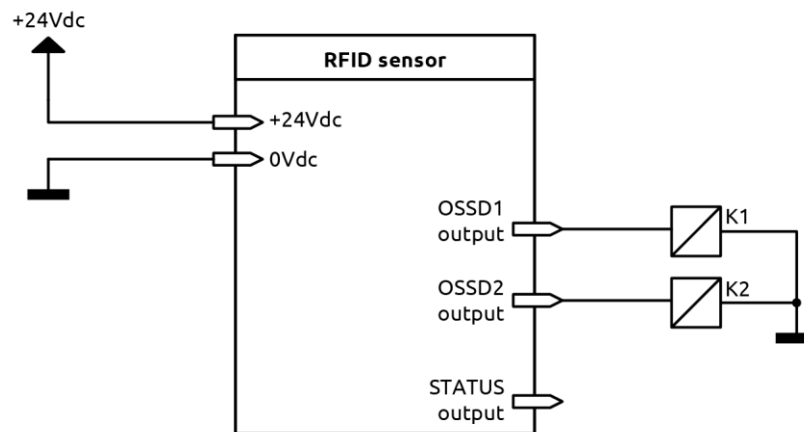 +24Vdc
RFID sensor
+24Vdc
0Vdc
OSSD1
output
K1
OSSD2
output
K2
STATUS
output